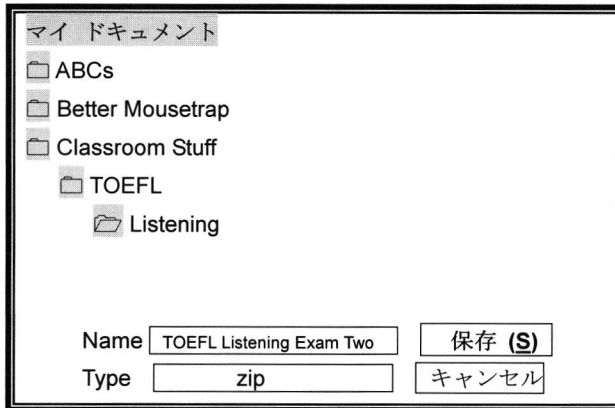 マイ ドキュメント
ABCs
Better Mousetrap
Classroom Stuff
TOEFL
Listening
Name TOEFL Listening Exam Two 保存 (S)
Type zip キャンセル